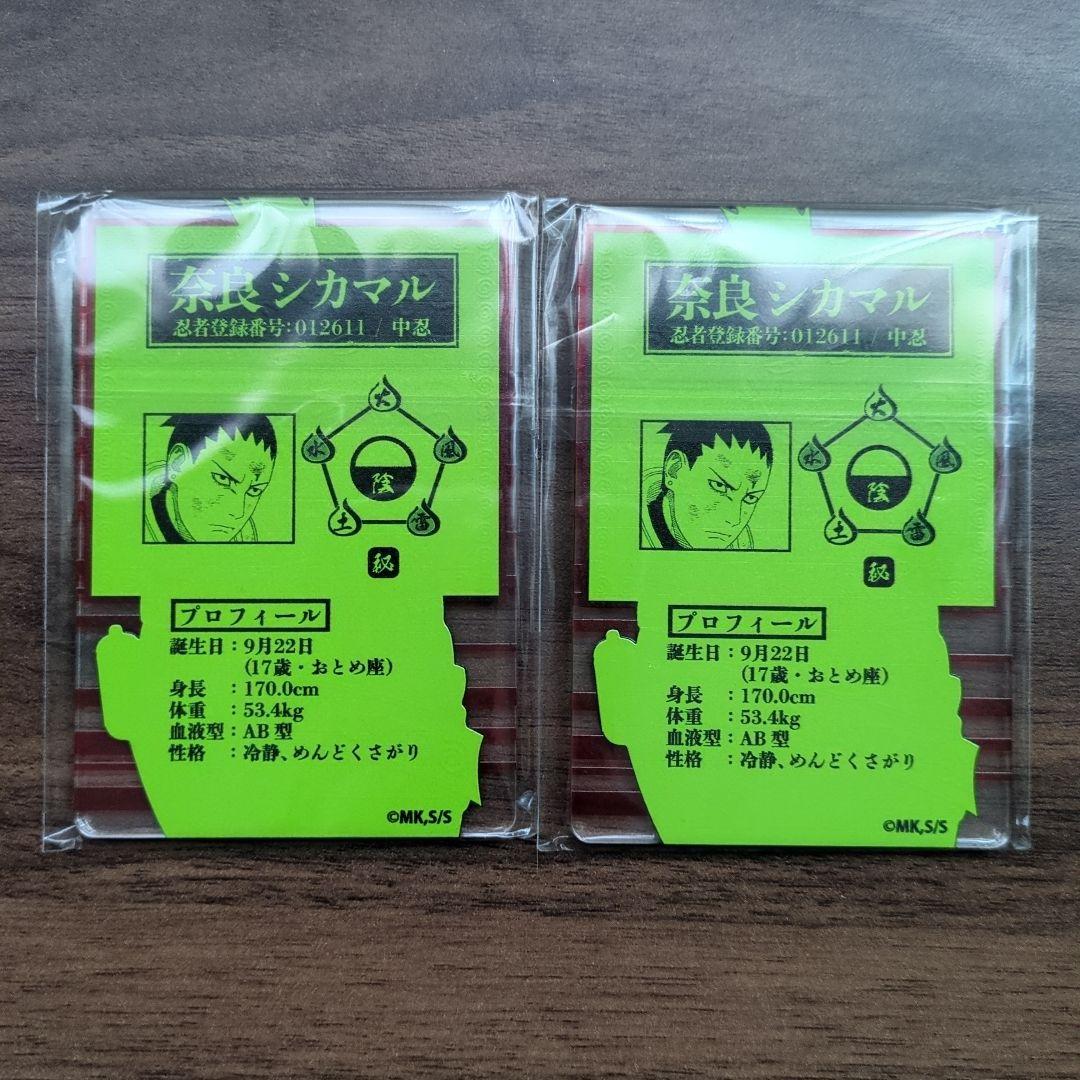 奈良シカマル
忍者登録番号:012611 / 中忍
火
水
風
陰
土
雷
秘
プロフィール
誕生日:9月22日
(17歳・おとめ座)
身長 :170.0cm
体重 :53.4kg
血液型:AB型
性格 :冷静、めんどくさがり
©MK,S/S
奈良シカマル
忍者登録番号:012611 / 中忍
火
水
風
陰
土
雷
秘
プロフィール
誕生日:9月22日
(17歳・おとめ座)
身長 :170.0cm
体重 :53.4kg
血液型:AB型
性格 :冷静、めんどくさがり
©MK,S/S